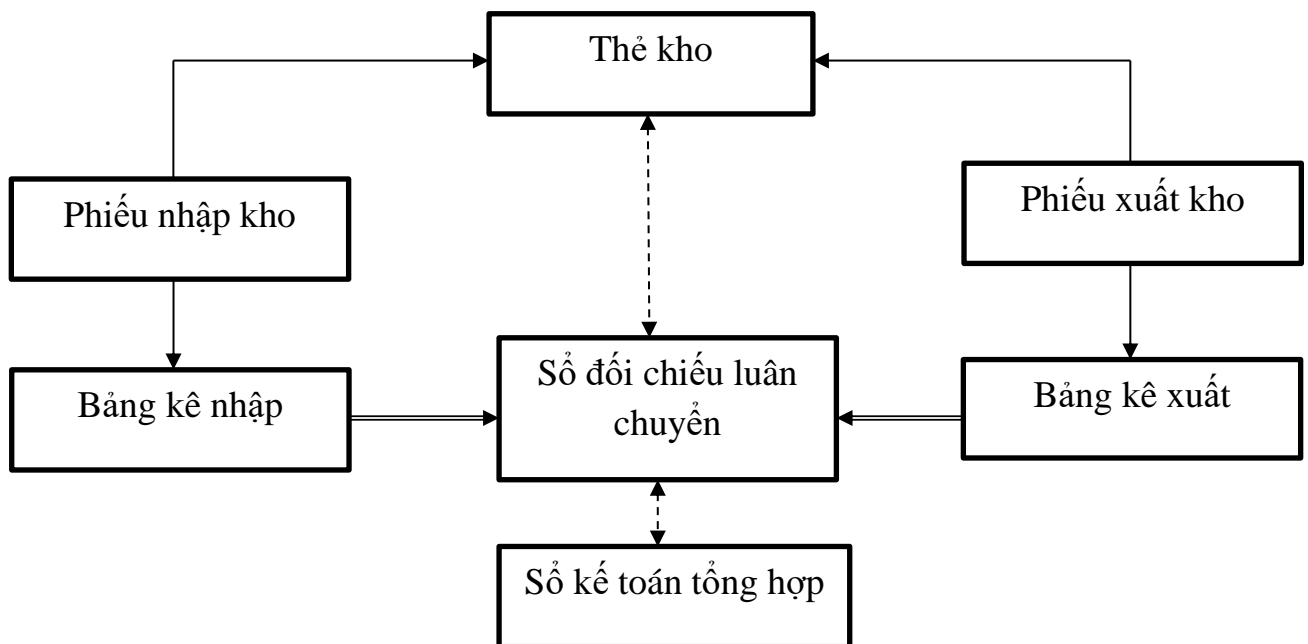 Thẻ kho
Phiếu nhập kho
Phiếu xuất kho
Sổ đối chiếu luân
chuyển
Bảng kê nhập
Bảng kê xuất
Sổ kế toán tổng hợp